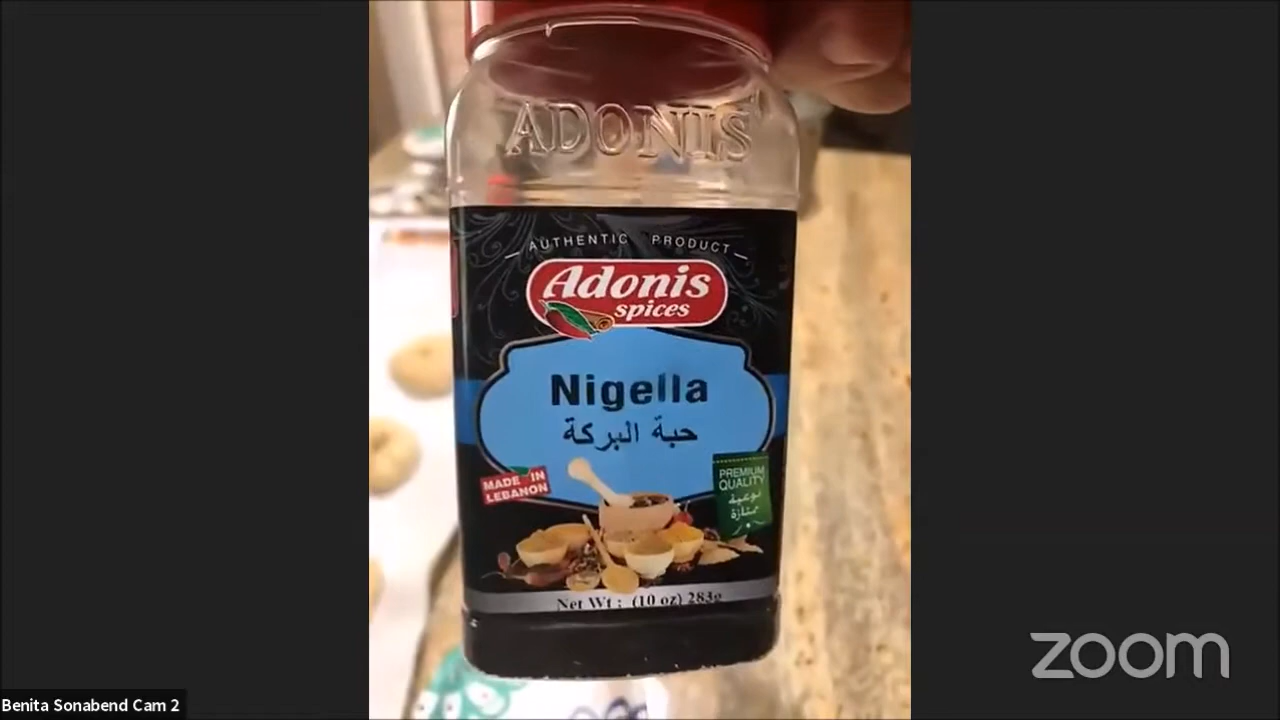 ADONIS
AUTHENTIC PRODUCT
Adonis
spices
Nigella
حبة البركة
MADE IN
LEBANON
PREMIUM
QUALITY
نوعية
ممتازة
Net Wt : (10 oz) 283g
zoom
Benita Sonabend Cam 2